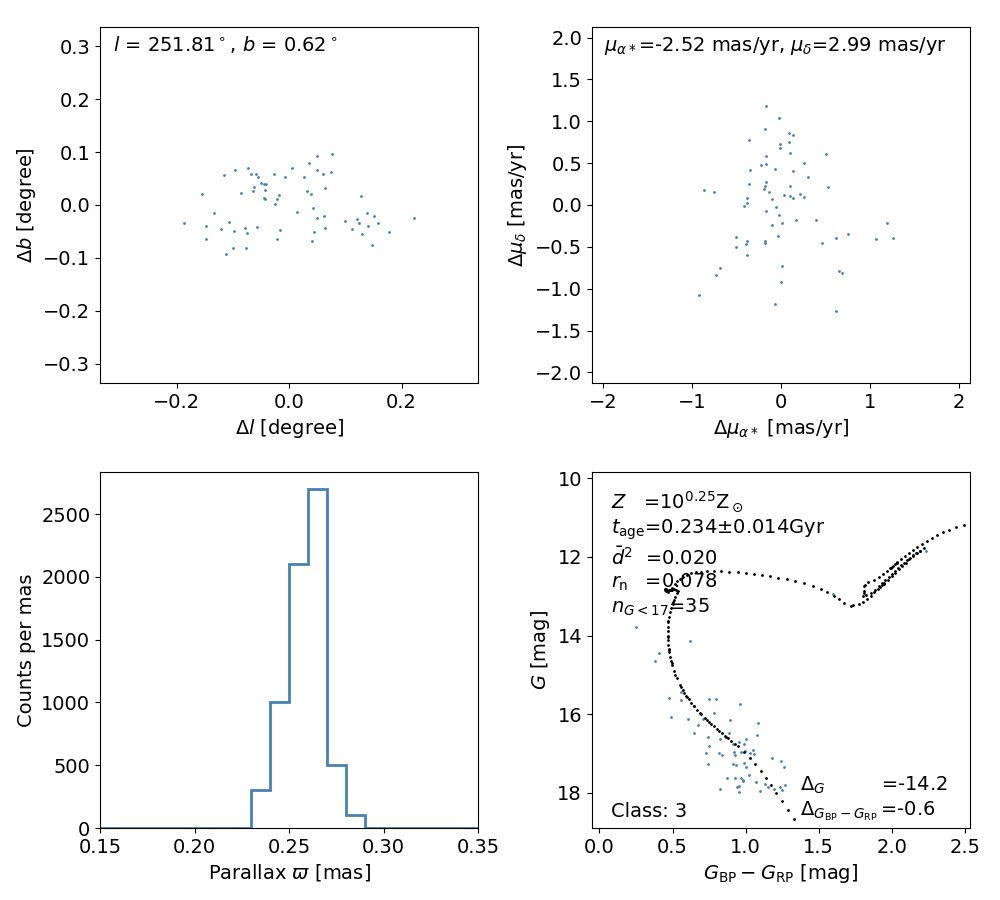 l = 251.81°, b = 0.62°
0.3
0.2
0.1
0.0
−0.1
−0.2
−0.3
Δb [degree]
−0.2 0.0 0.2
Δl [degree]
μα*=-2.52 mas/yr, μδ=2.99 mas/yr
2.0
1.5
1.0
0.5
0.0
−0.5
−1.0
−1.5
−2.0
Δμδ [mas/yr]
−2 −1 0 1 2
Δμα* [mas/yr]
2500
2000
1500
1000
500
0
Counts per mas
0.15 0.20 0.25 0.30 0.35
Parallax ϖ [mas]
10
12
14
16
18
G [mag]
Z =10^0.25 Z⊙
t_age=0.234±0.014Gyr
d̄² =0.020
r_n =0.078
n_G<17=35
Δ_G =-14.2
Δ_GBP−GRP =-0.6
Class: 3
0.0 0.5 1.0 1.5 2.0 2.5
G_BP − G_RP [mag]